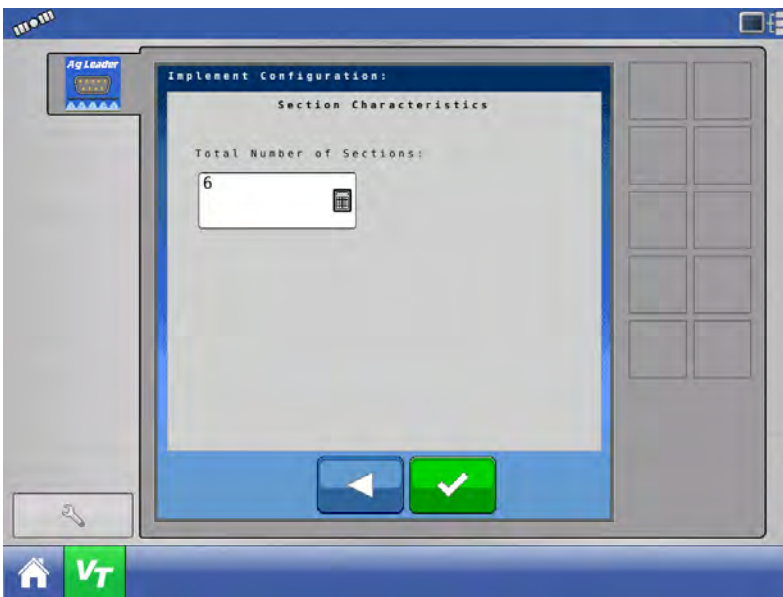 Ag Leader
Implement Configuration:
Section Characteristics
Total Number of Sections:
6
VT